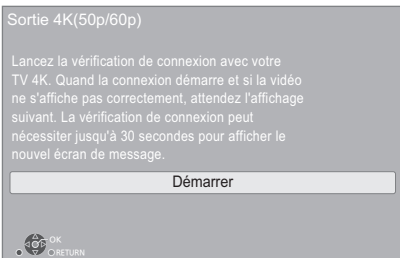 Sortie 4K(50p/60p)
Lancez la vérification de connexion avec votre
TV 4K. Quand la connexion démarre et si la vidéo
ne s'affiche pas correctement, attendez l'affichage
suivant. La vérification de connexion peut
nécessiter jusqu'à 30 secondes pour afficher le
nouvel écran de message.
Démarrer
OK
RETURN